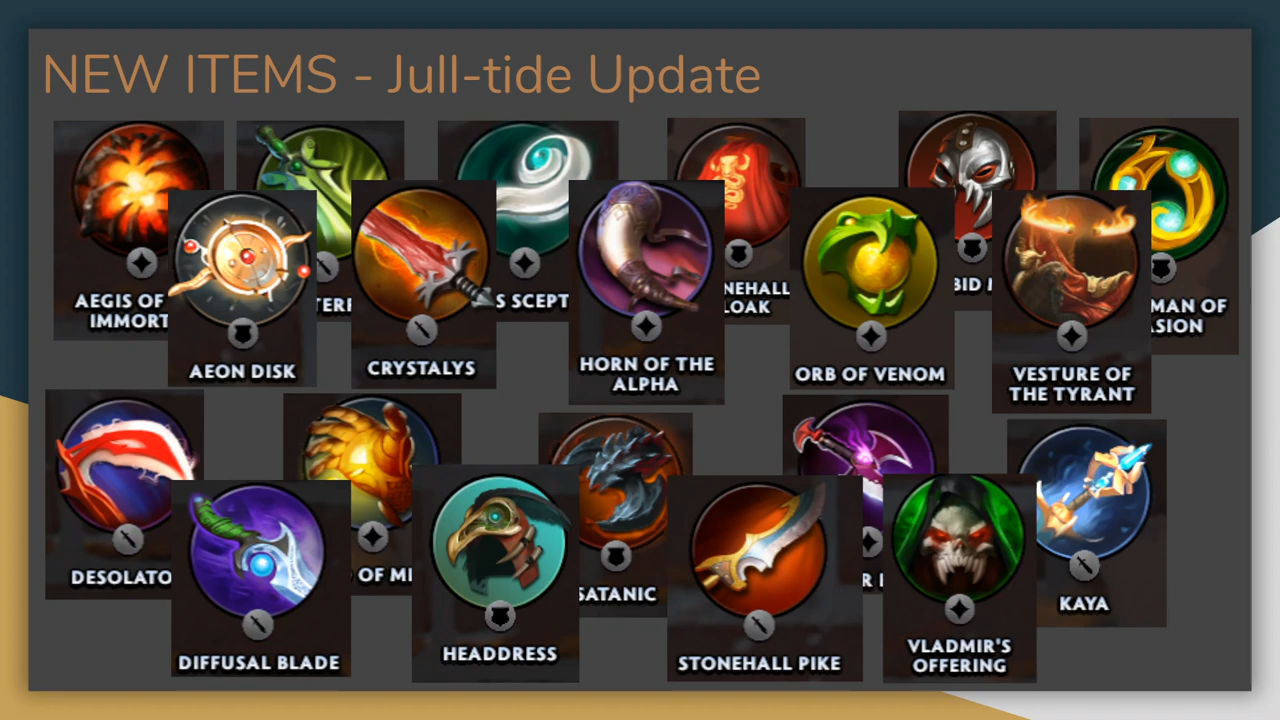 NEW ITEMS - Jull-tide Update
AEGIS OF
IMMORT
TERF
S SCEPT
NEHALL
LOAK
BID
MAN OF
ASION
AEON DISK
CRYSTALYS
HORN OF THE
ALPHA
ORB OF VENOM
VESTURE OF
THE TYRANT
DESOLATO
OF MI
SATANIC
R
KAYA
DIFFUSAL BLADE
HEADDRESS
STONEHALL PIKE
VLADMIR'S
OFFERING